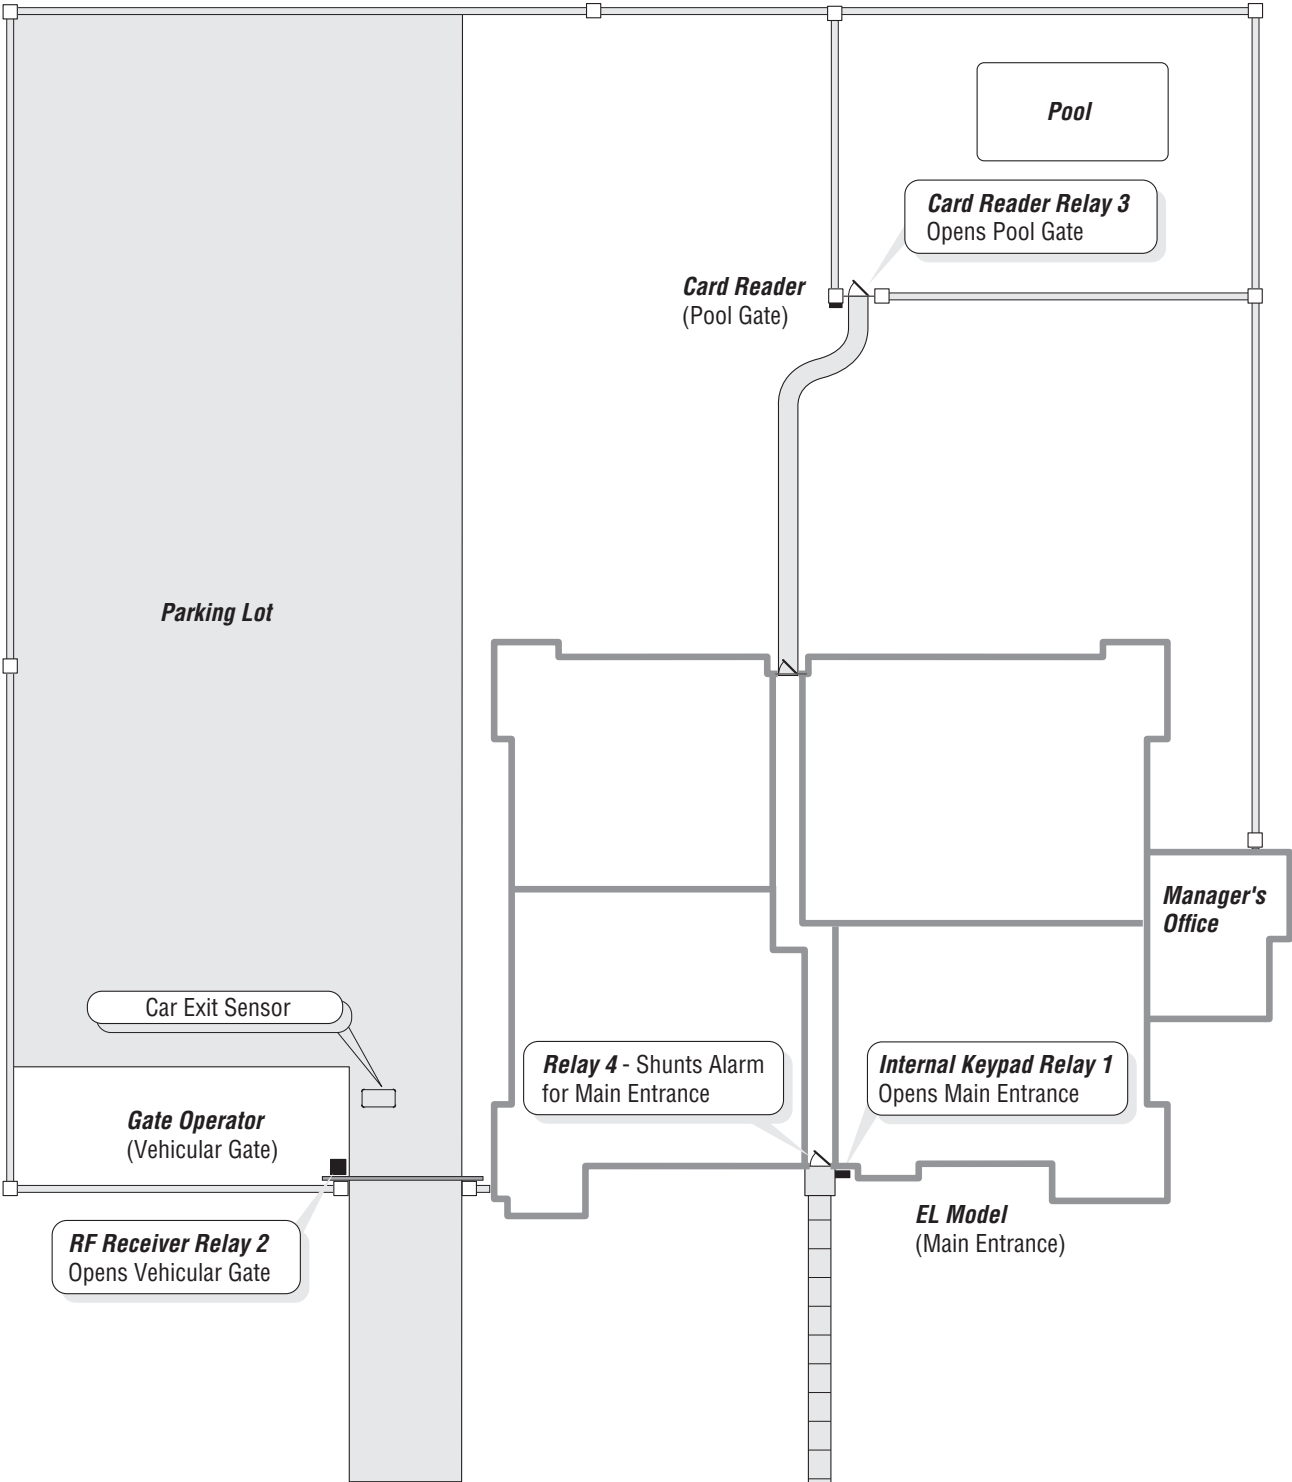 Pool
Card Reader Relay 3
Opens Pool Gate
Card Reader
(Pool Gate)
Parking Lot
Manager's
Office
Car Exit Sensor
Relay 4 - Shunts Alarm
for Main Entrance
Internal Keypad Relay 1
Opens Main Entrance
Gate Operator
(Vehicular Gate)
EL Model
(Main Entrance)
RF Receiver Relay 2
Opens Vehicular Gate